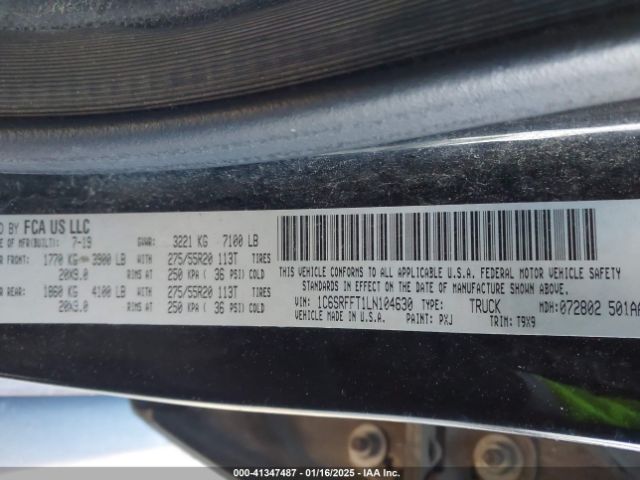 D BY FCA US LLC
OF MFR(BUILT): 7-19 GVWR: 3221 KG 7100 LB
FRONT: 1770 KG 3900 LB 275/55R20 113T TIRES
20X9.0 RIMS AT 250 KPA ( 36 PSI) COLD
REAR: 1860 KG 4100 LB 275/55R20 113T TIRES
20X9.0 RIMS AT 250 KPA ( 36 PSI) COLD
THIS VEHICLE CONFORMS TO ALL APPLICABLE U.S.A. FEDERAL MOTOR VEHICLE SAFETY
STANDARDS IN EFFECT ON THE DATE OF MANUFACTURE SHOWN ABOVE.
VIN: 1C6SRFFT1LN104630 TYPE: TRUCK MDH: 072802 501AA
VEHICLE MADE IN U.S.A. PAINT: PXJ TRIM: T9X9
000-41347487 - 01/16/2025 - IAA Inc.